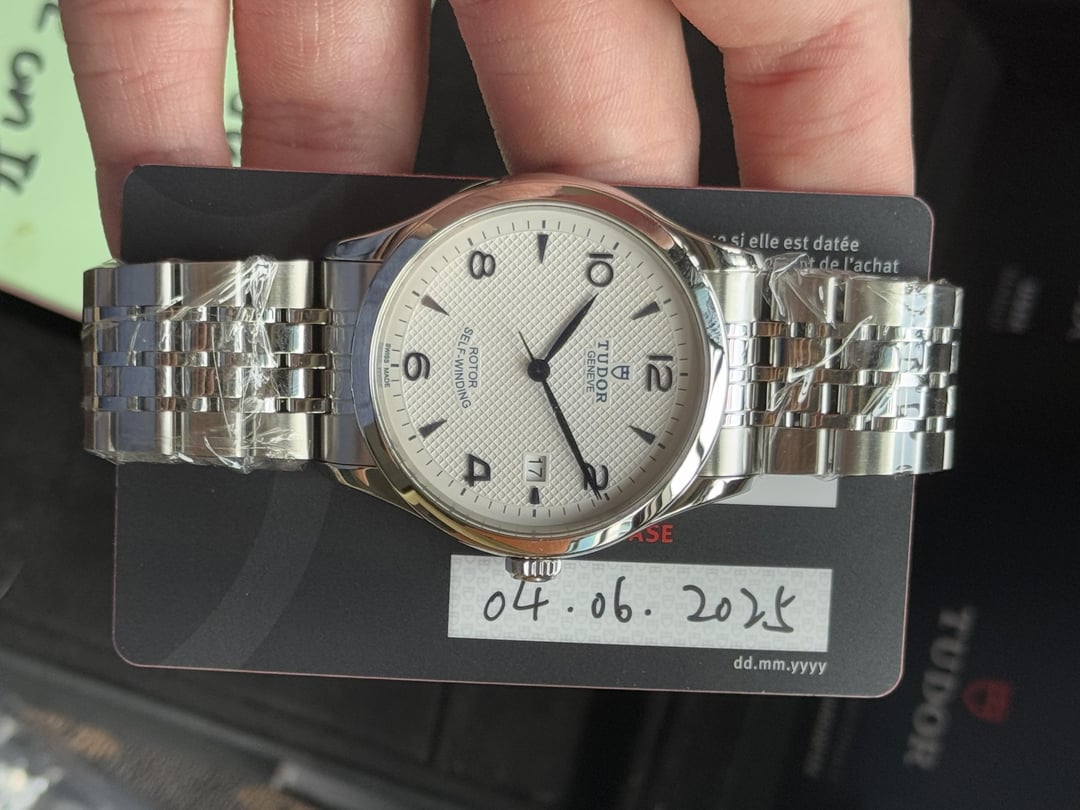 si elle est datée
t de l'achat
12
10
2
8
6
4
TUDOR
GENEVE
17
ROTOR
SELF-WINDING
SWISS MADE
ASE
04.06.2025
dd.mm.yyyy
TUDOR